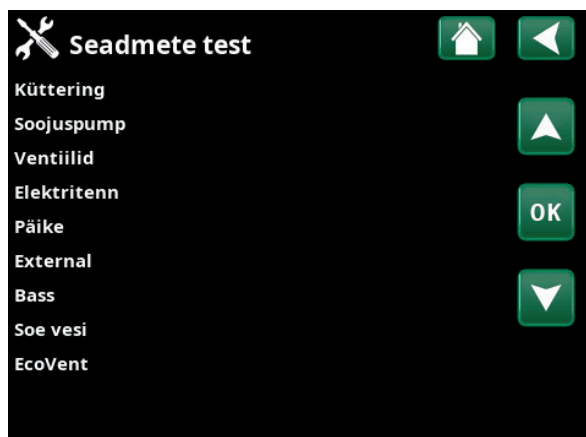 Seadmete test
Küttering
Soojuspump
Ventiilid
Elektritenn
Päike
OK
External
Bass
Soe vesi
EcoVent